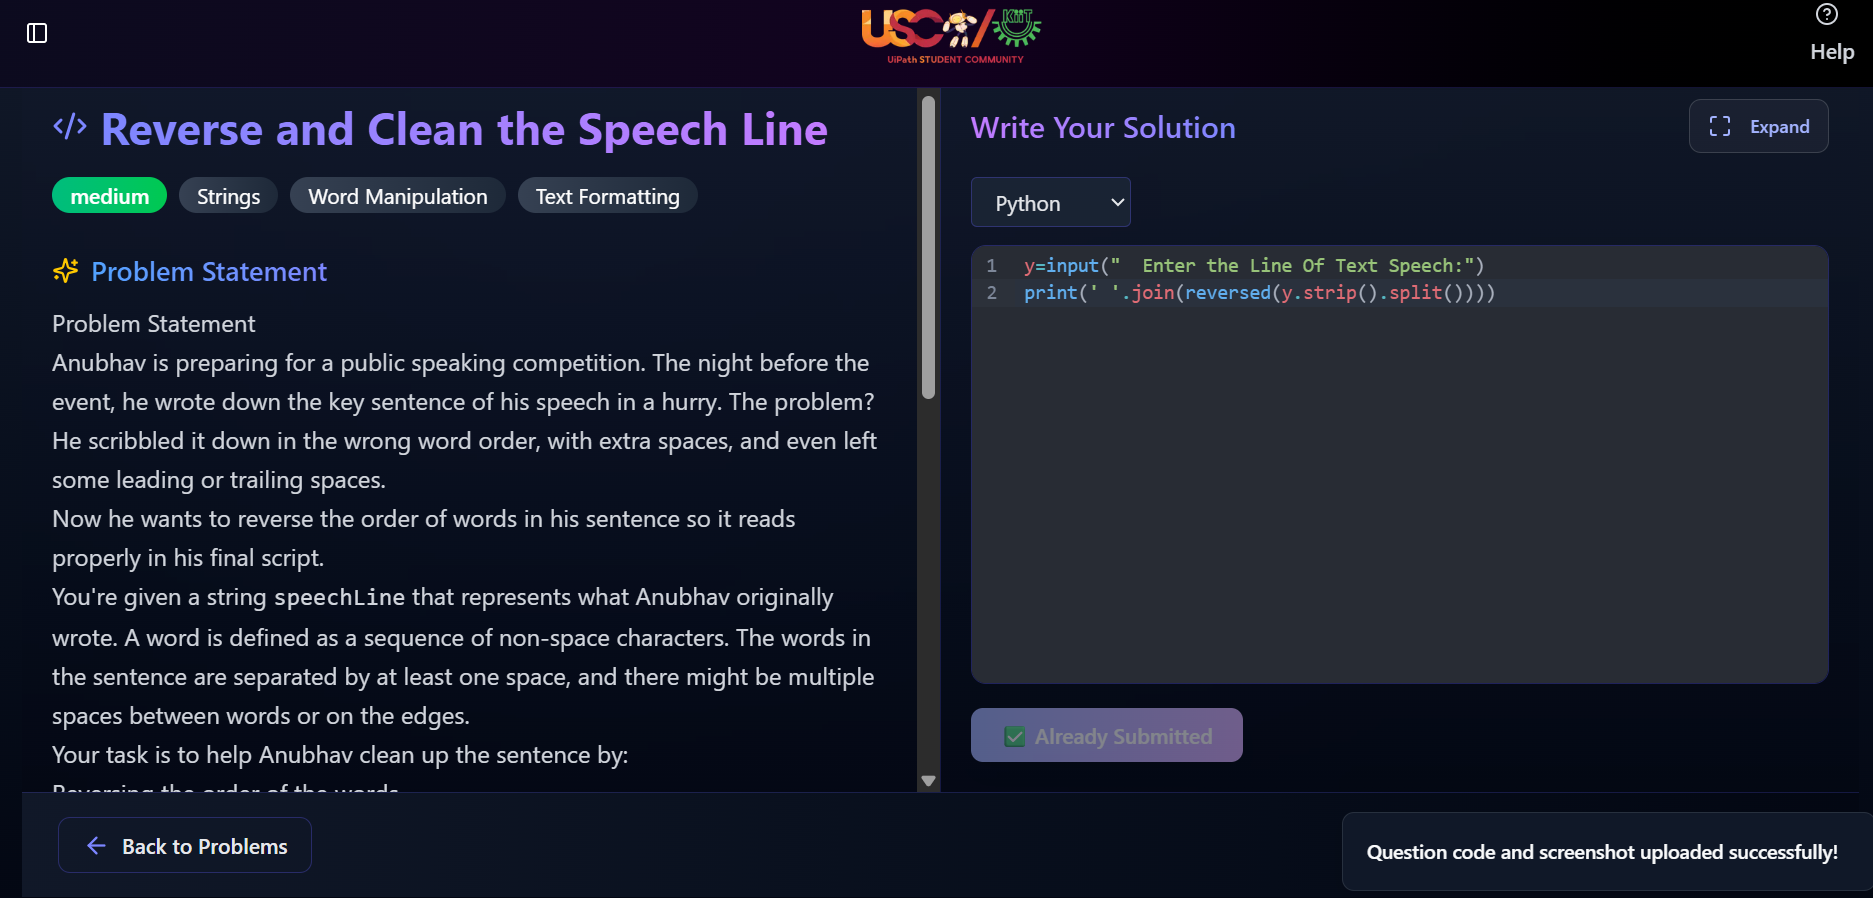 USC/KiiT
UiPath STUDENT COMMUNITY
Help
</> Reverse and Clean the Speech Line
medium
Strings
Word Manipulation
Text Formatting
Problem Statement
Problem Statement
Anubhav is preparing for a public speaking competition. The night before the
event, he wrote down the key sentence of his speech in a hurry. The problem?
He scribbled it down in the wrong word order, with extra spaces, and even left
some leading or trailing spaces.
Now he wants to reverse the order of words in his sentence so it reads
properly in his final script.
You're given a string speechLine that represents what Anubhav originally
wrote. A word is defined as a sequence of non-space characters. The words in
the sentence are separated by at least one space, and there might be multiple
spaces between words or on the edges.
Your task is to help Anubhav clean up the sentence by:
Reversing the order of the words
Back to Problems
Write Your Solution
Expand
Python
1 y=input("  Enter the Line Of Text Speech:")
2 print(' '.join(reversed(y.strip().split())))
Already Submitted
Question code and screenshot uploaded successfully!